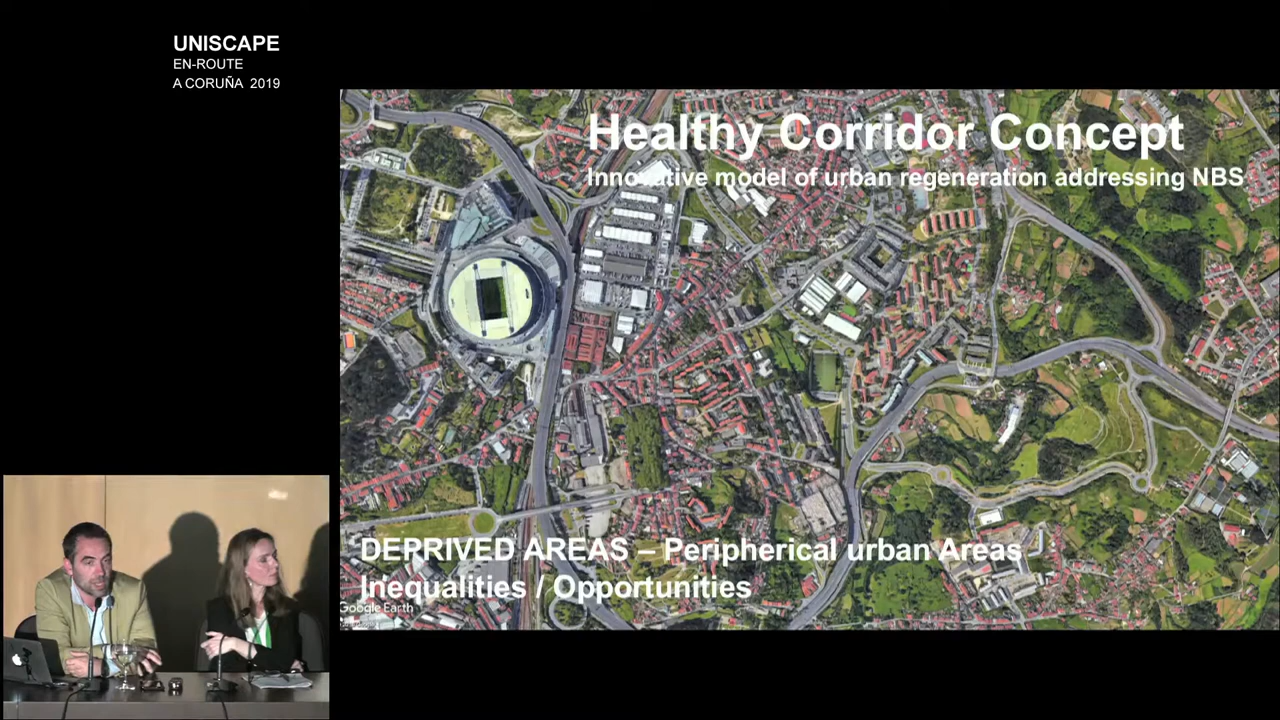 UNISCAPE
EN-ROUTE
A CORUÑA 2019
Healthy Corridor Concept
Innovative model of urban regeneration addressing NBS
DEPRIVED AREAS – Peripherical urban Areas
Inequalities / Opportunities
Google Earth